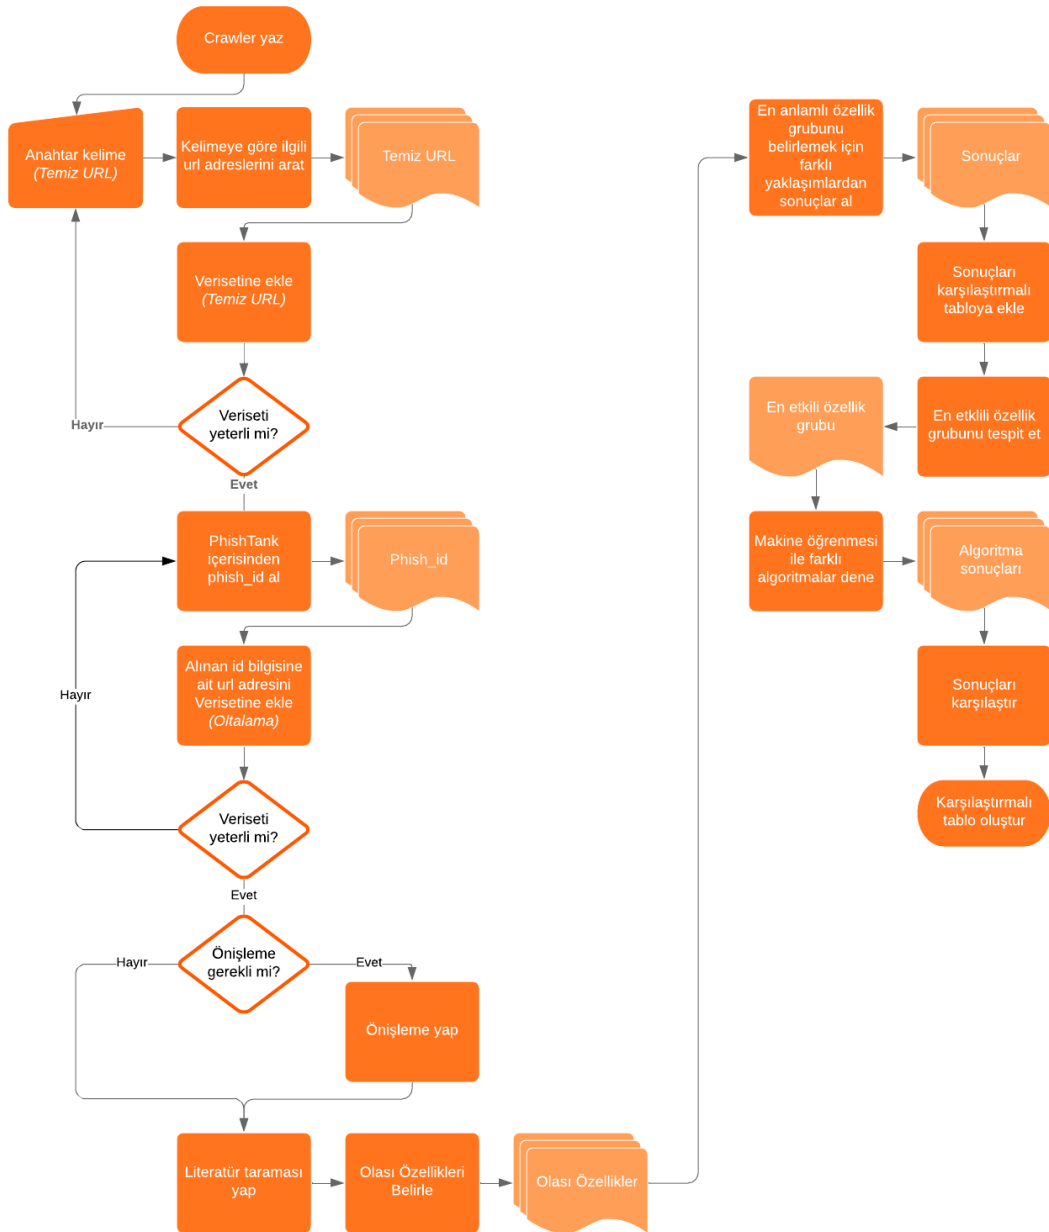 Crawler yaz
Anahtar kelime
(Temiz URL)
Kelimeye göre ilgili
url adreslerini arat
Temiz URL
Verisetine ekle
(Temiz URL)
Veriseti
yeterli mi?
Hayır
Evet
PhishTank
içerisinden
phish_id al
Phish_id
Alınan id bilgisine
ait url adresini
Verisetine ekle
(Oltalama)
Hayır
Veriseti
yeterli mi?
Evet
Önişleme
gerekli mi?
Hayır
Evet
Önişleme yap
Literatür taraması
yap
Olası Özellikleri
Belirle
Olası Özellikler
En anlamlı özellik
grubunu
belirlemek için
farklı
yaklaşımlardan
sonuçlar al
Sonuçlar
Sonuçları
karşılaştırmalı
tabloya ekle
En etklili özellik
grubunu tespit et
En etkili özellik
grubu
Makine öğrenmesi
ile farklı
algoritmalar dene
Algoritma
sonuçları
Sonuçları
karşılaştır
Karşılaştırmalı
tablo oluştur